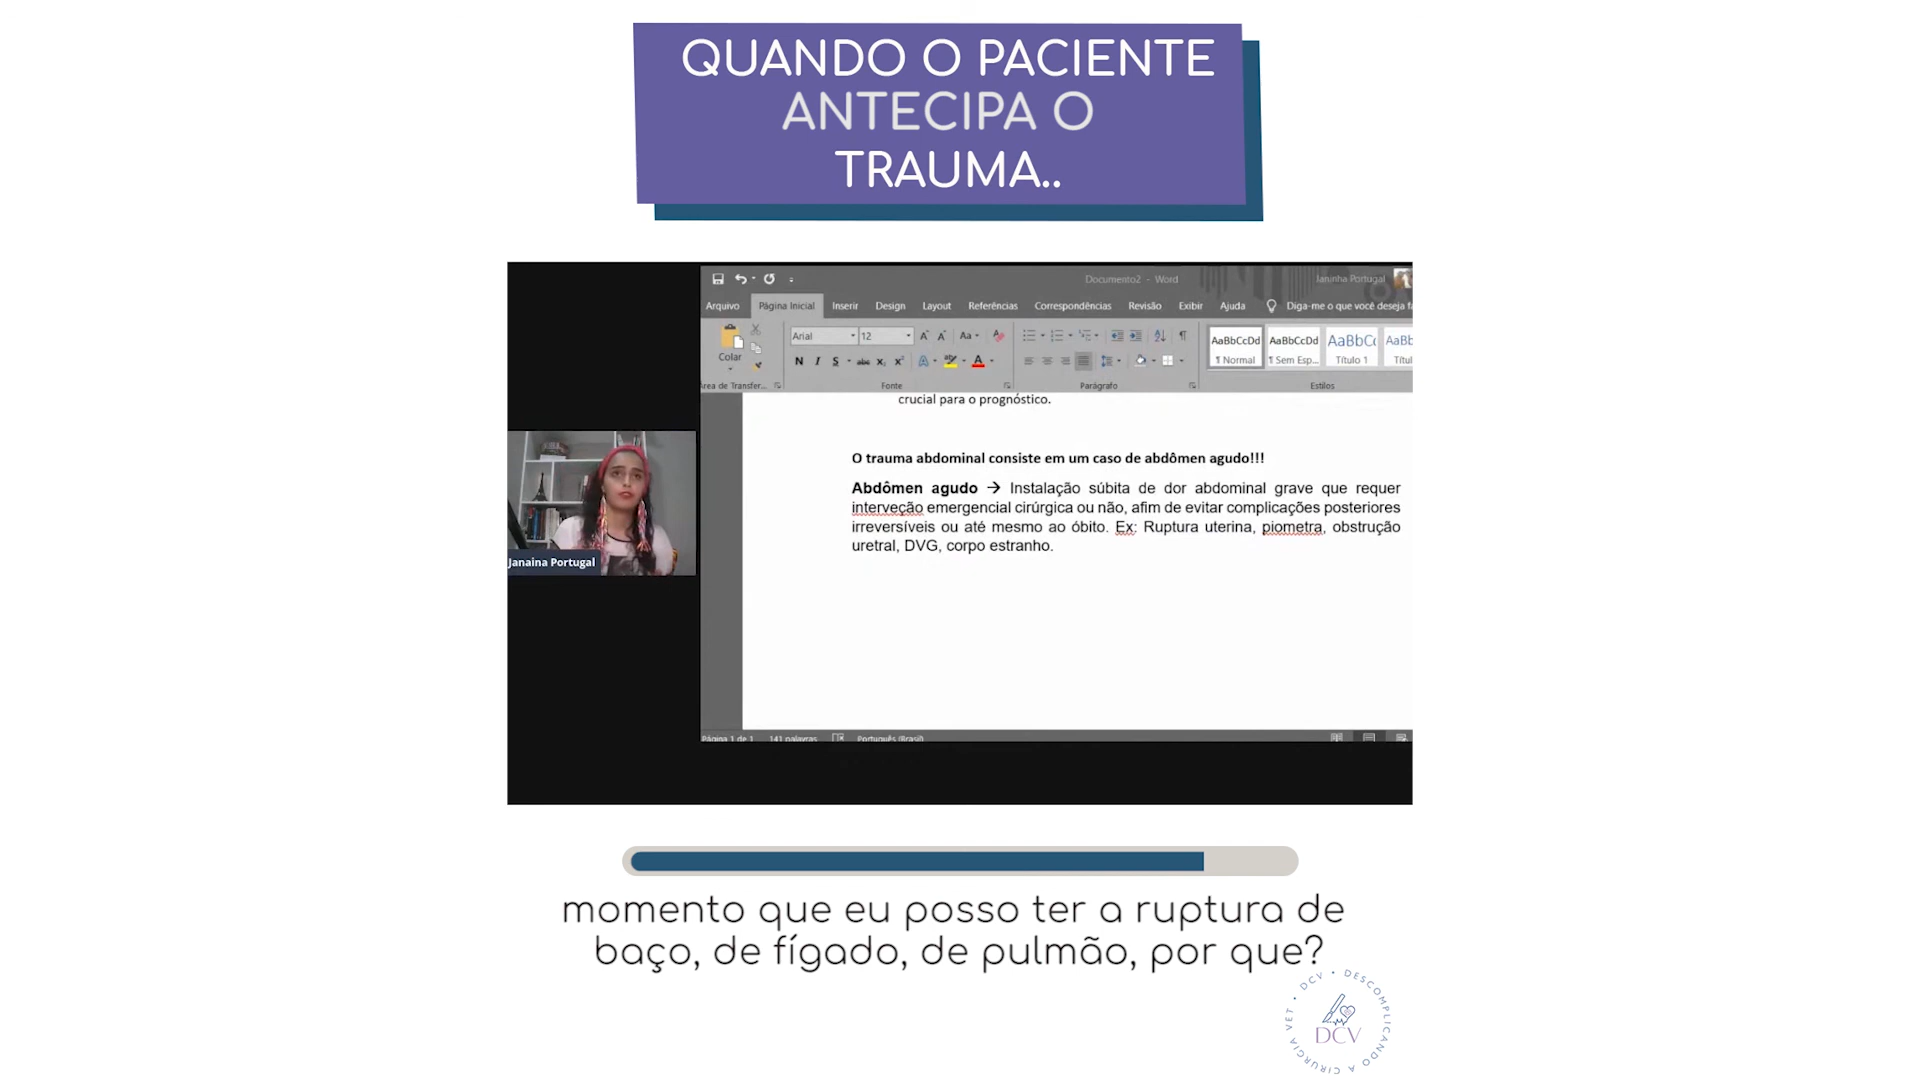 QUANDO O PACIENTE
ANTECIPA O
TRAUMA..
Documento2 - Word
Janinha Portugal
Arquivo Página Inicial Inserir Design Layout Referências Correspondências Revisão Exibir Ajuda Diga-me o que você deseja
Arial 12 Aa
Colar
N I S abc X₂ X² A aby A
AaBbCcDd AaBbCcDd AaBbC AaBb
¶ Normal ¶ Sem Esp... Título 1 Títul
Área de Transfer... Fonte Parágrafo Estilos
crucial para o prognóstico.
O trauma abdominal consiste em um caso de abdômen agudo!!!
Abdômen agudo → Instalação súbita de dor abdominal grave que requer
interveção emergencial cirúrgica ou não, afim de evitar complicações posteriores
irreversíveis ou até mesmo ao óbito. Ex: Ruptura uterina, piometra, obstrução
uretral, DVG, corpo estranho.
Janaina Portugal
Página 1 de 1 141 palavras Português (Brasil)
momento que eu posso ter a ruptura de
baço, de fígado, de pulmão, por que?
DCV • DESCOMPLICANDO A CIRURGIA VET •
DCV